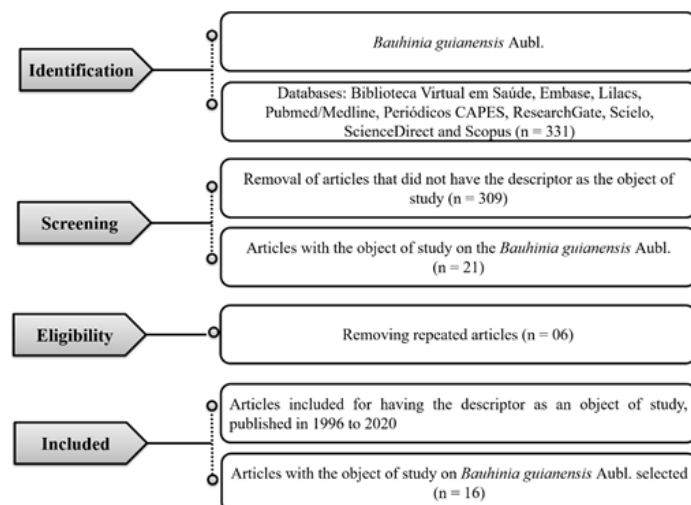 Identification
Bauhinia guianensis Aubl.
Databases: Biblioteca Virtual em Saúde, Embase, Lilacs,
Pubmed/Medline, Periódicos CAPES, ResearchGate, Scielo,
ScienceDirect and Scopus (n = 331)
Screening
Removal of articles that did not have the descriptor as the object of
study (n = 309)
Articles with the object of study on the Bauhinia guianensis Aubl.
(n = 21)
Eligibility
Removing repeated articles (n = 06)
Included
Articles included for having the descriptor as an object of study,
published in 1996 to 2020
Articles with the object of study on Bauhinia guianensis Aubl. selected
(n = 16)